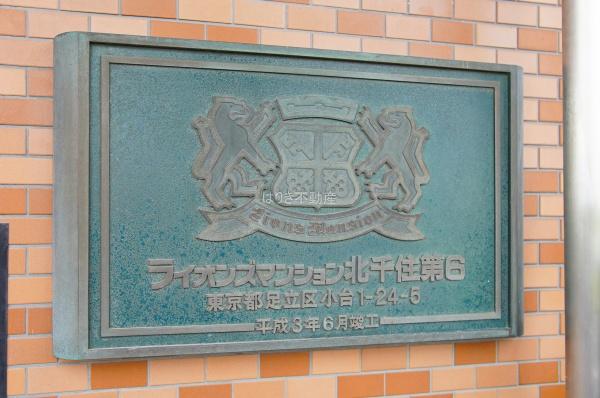 はりき不動産
Lions Mansion
ライオンズマンション北千住第6
東京都足立区小台1-24-5
平成3年6月竣工